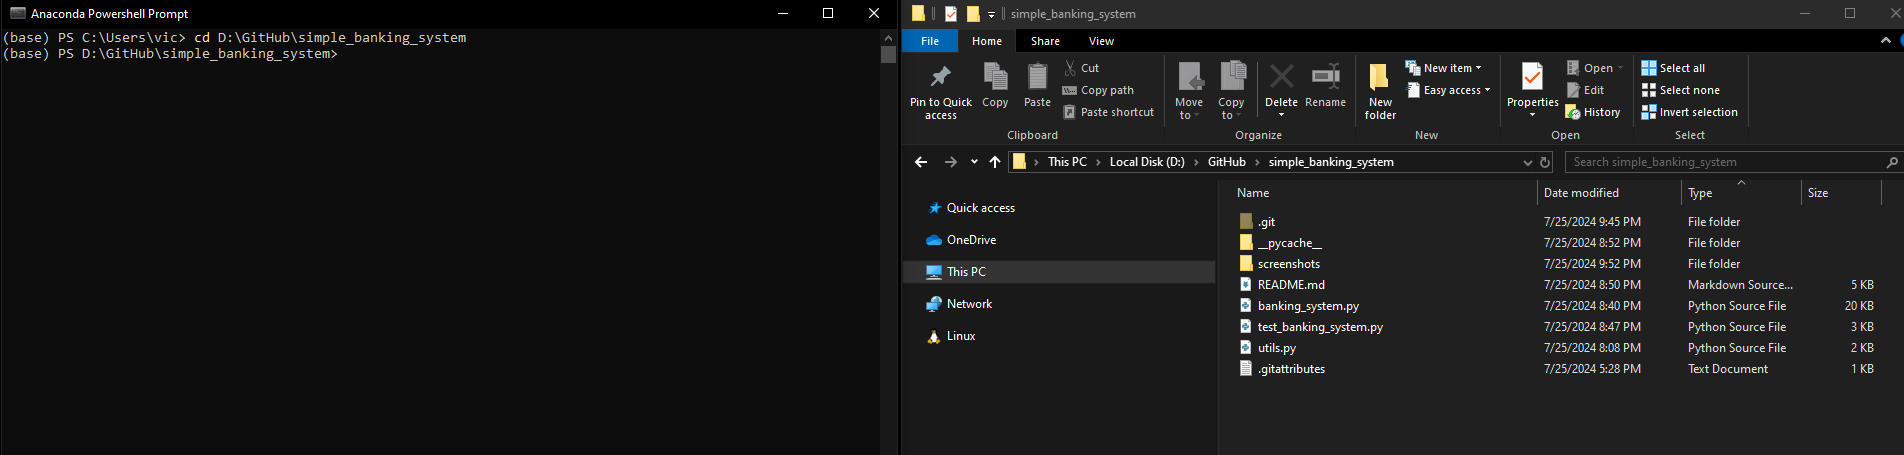 Anaconda Powershell Prompt
(base) PS C:\Users\vic> cd D:\GitHub\simple_banking_system
(base) PS D:\GitHub\simple_banking_system>
simple_banking_system
File Home Share View
Pin to Quick access
Copy
Paste
Cut
Copy path
Paste shortcut
Clipboard
Move to
Copy to
Delete
Rename
Organize
New folder
New item
Easy access
New
Properties
Open
Edit
History
Open
Select all
Select none
Invert selection
Select
This PC > Local Disk (D:) > GitHub > simple_banking_system
Search simple_banking_system
Quick access
OneDrive
This PC
Network
Linux
Name Date modified Type Size
.git 7/25/2024 9:45 PM File folder
__pycache__ 7/25/2024 8:52 PM File folder
screenshots 7/25/2024 9:52 PM File folder
README.md 7/25/2024 8:50 PM Markdown Source... 5 KB
banking_system.py 7/25/2024 8:40 PM Python Source File 20 KB
test_banking_system.py 7/25/2024 8:47 PM Python Source File 3 KB
utils.py 7/25/2024 8:08 PM Python Source File 2 KB
.gitattributes 7/25/2024 5:28 PM Text Document 1 KB